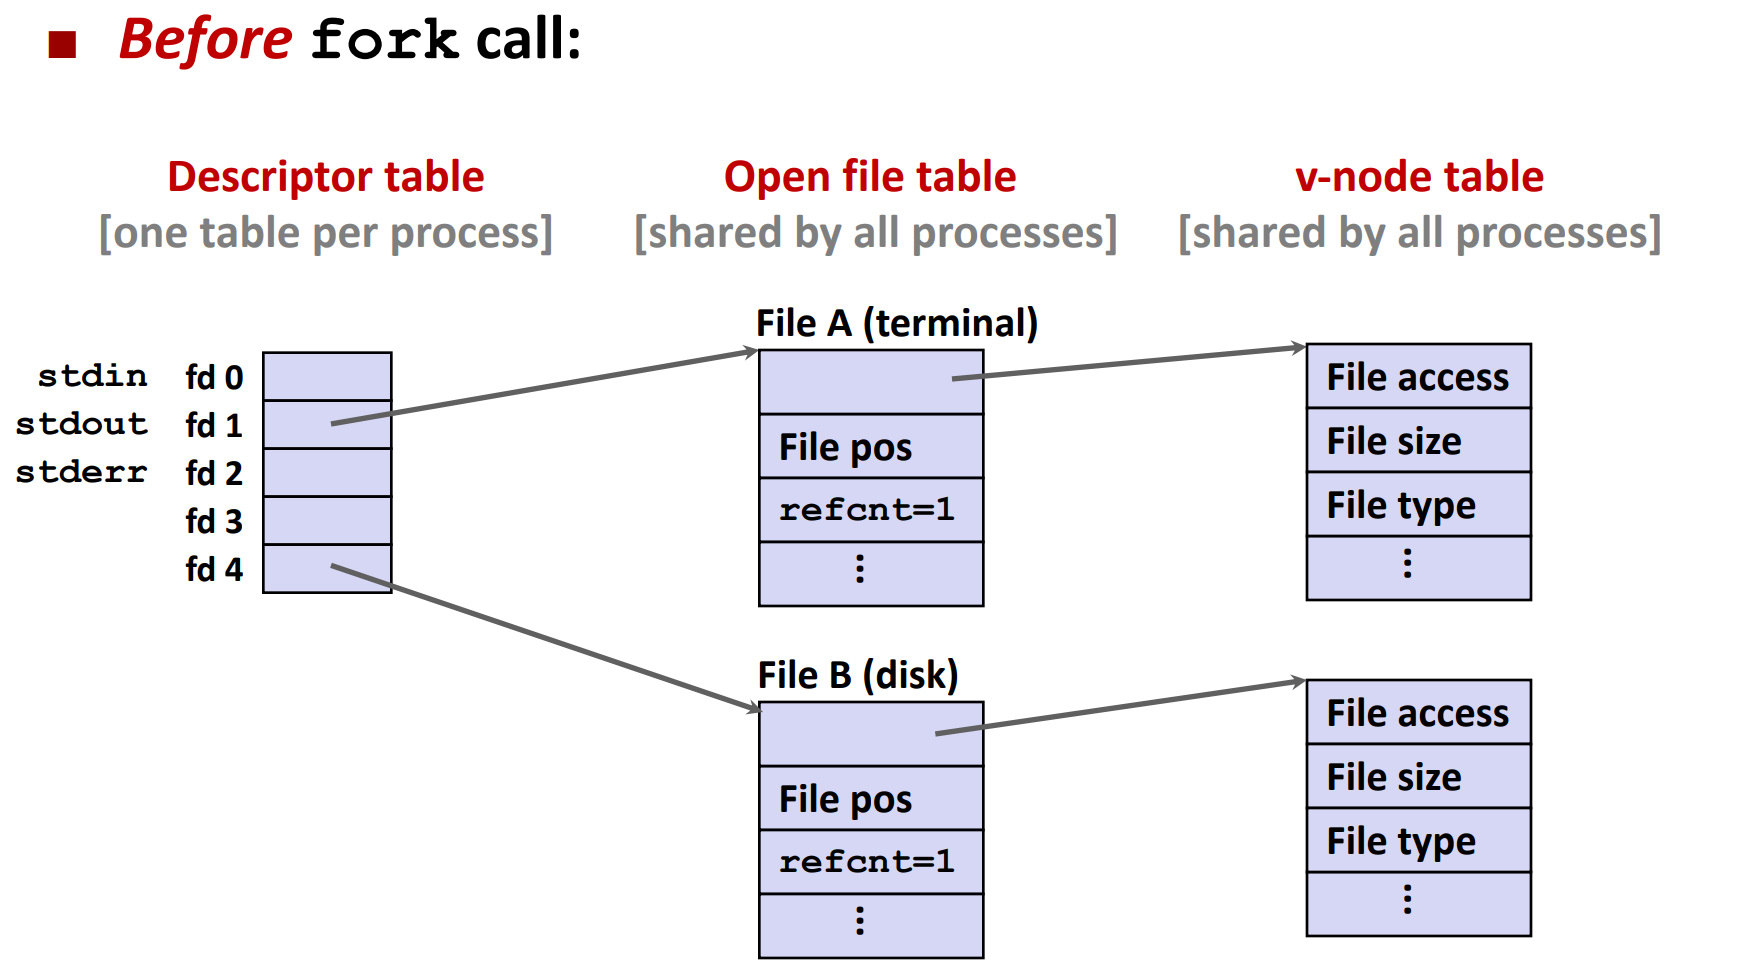 Before fork call:
Descriptor table
[one table per process]
Open file table
[shared by all processes]
v-node table
[shared by all processes]
stdin fd 0
stdout fd 1
stderr fd 2
fd 3
fd 4
File A (terminal)
File pos
refcnt=1
⋮
File access
File size
File type
⋮
File B (disk)
File pos
refcnt=1
⋮
File access
File size
File type
⋮